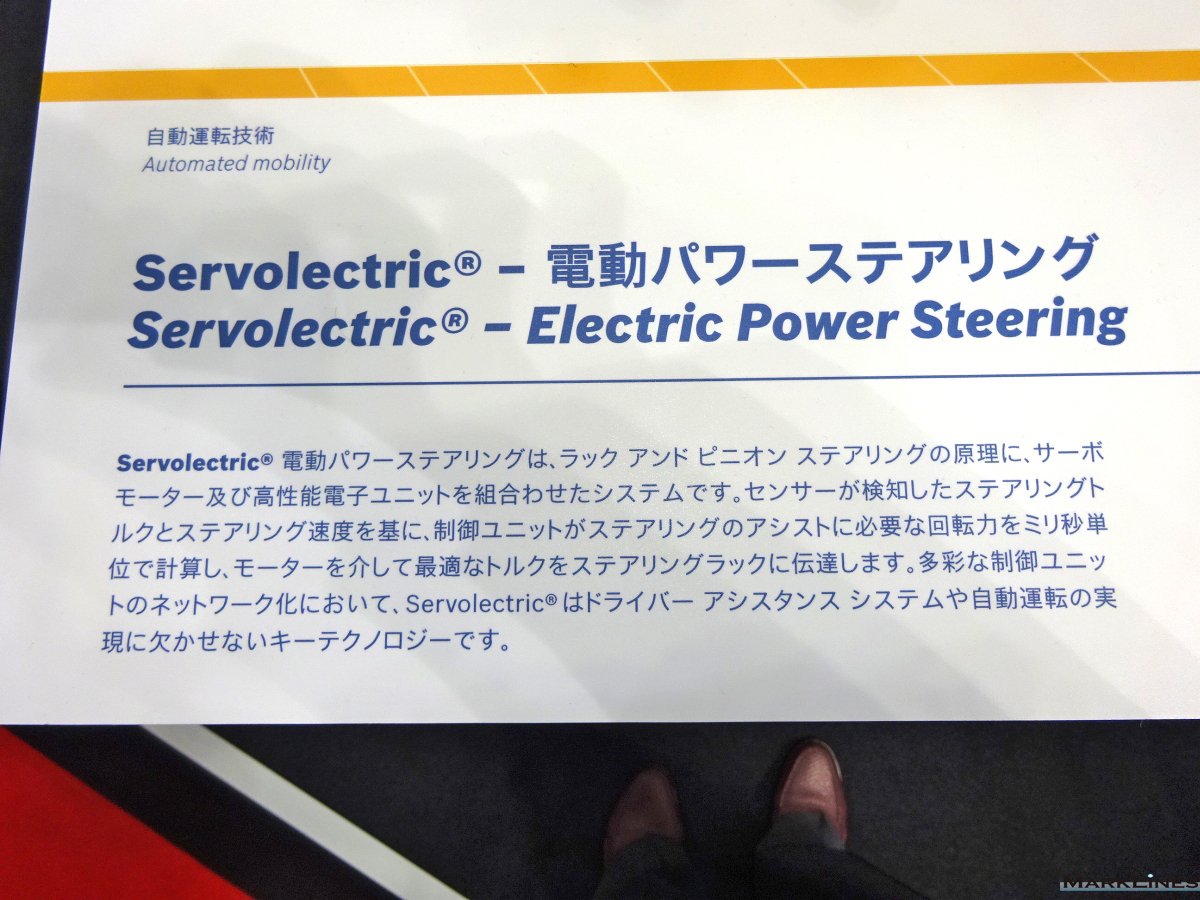 自動運転技術
Automated mobility
Servolectric® – 電動パワーステアリング
Servolectric® – Electric Power Steering
Servolectric® 電動パワーステアリングは、ラック アンド ピニオン ステアリングの原理に、サーボ
モーター及び高性能電子ユニットを組合わせたシステムです。センサーが検知したステアリングト
ルクとステアリング速度を基に、制御ユニットがステアリングのアシストに必要な回転力をミリ秒単
位で計算し、モーターを介して最適なトルクをステアリングラックに伝達します。多彩な制御ユニッ
トのネットワーク化において、Servolectric®はドライバー アシスタンス システムや自動運転の実
現に欠かせないキーテクノロジーです。
MARKLINES